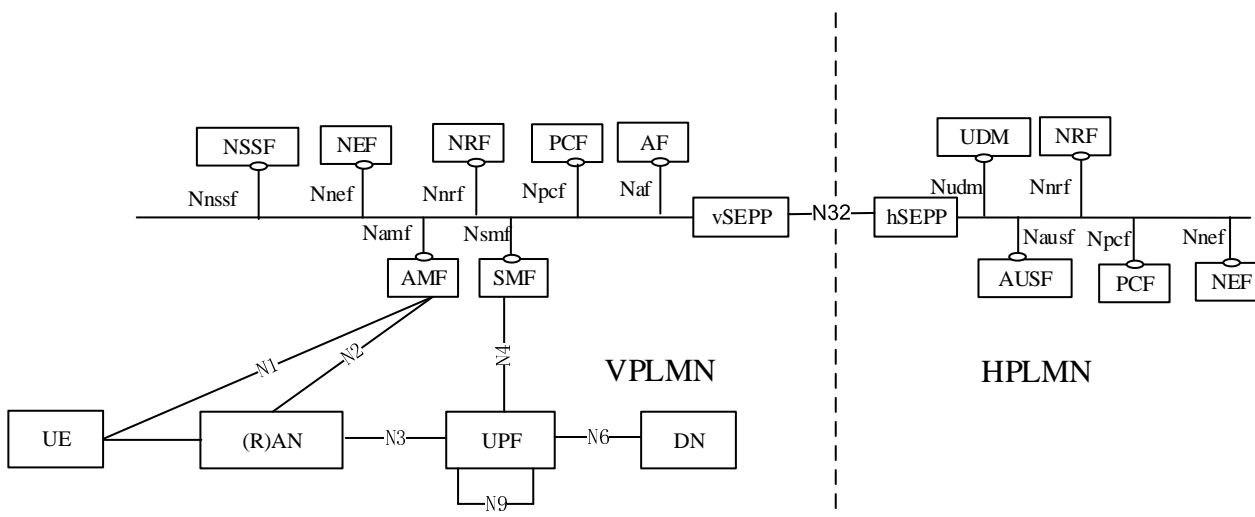 NSSF
NEF
NRF
PCF
AF
UDM
NRF
Nnssf
Nnef
Nnrf
Npcf
Naf
Nudm
Nnrf
vSEPP
N32
hSEPP
Namf
Nsmf
Nausf
Npcf
Nnef
AMF
SMF
AUSF
PCF
NEF
N1
N2
N4
VPLMN
HPLMN
UE
(R)AN
N3
UPF
N6
DN
N9